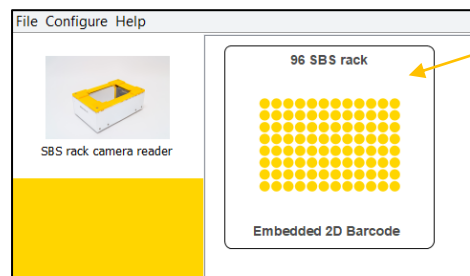 File Configure Help
96 SBS rack
SBS rack camera reader
Embedded 2D Barcode